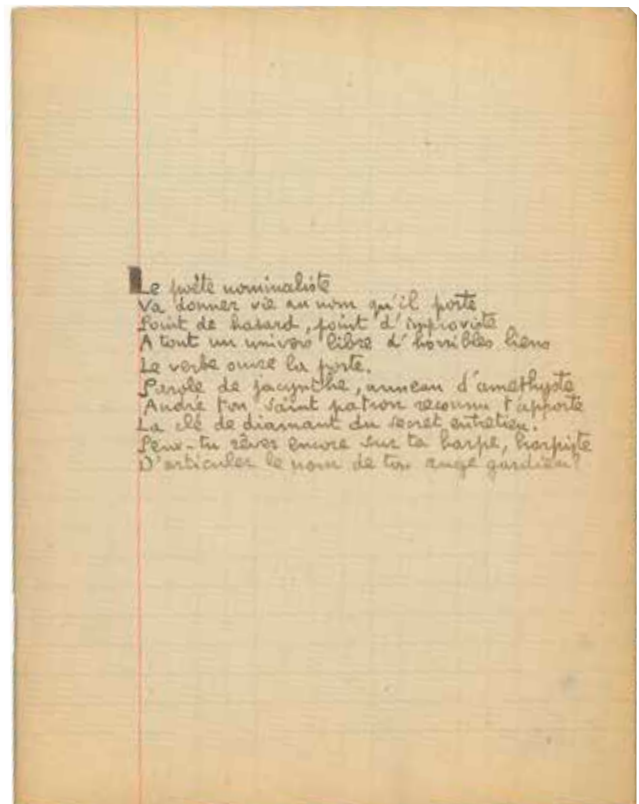 Le poète nominaliste
Va donner vie au nom qu'il porte
Point de hasard, point d'improviste
A tout un univers libre d'horribles liens
Le verbe ouvre la porte.
Parole de jacynthe, anneau d'améthyste
André ton saint patron reconnu t'apporte
La clé de diamant du secret entretien.
Peux-tu rêver encore sur ta harpe, harpiste
D'articuler le nom de ton ange gardien?